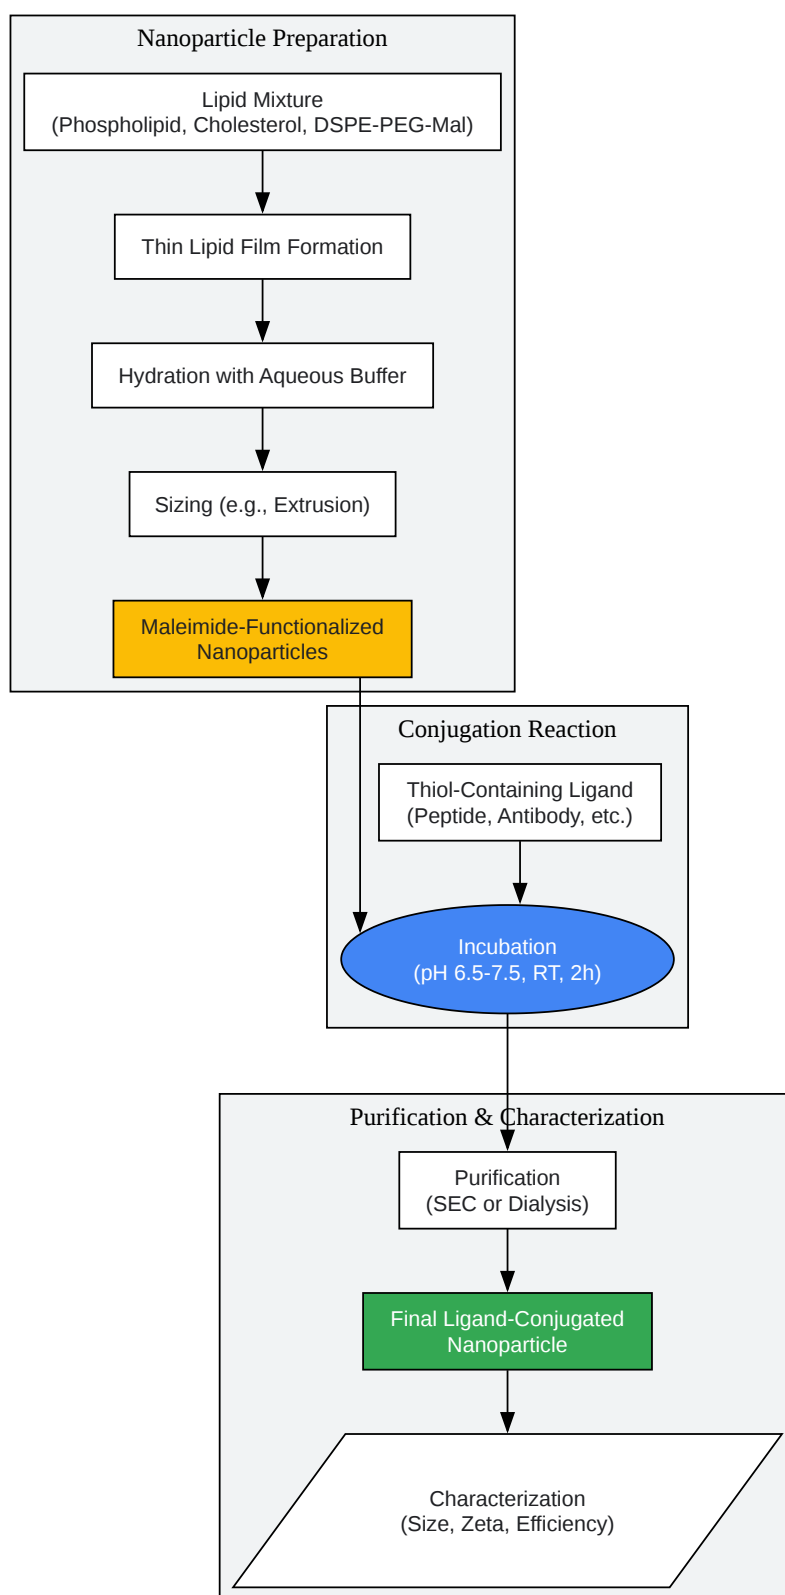 Nanoparticle Preparation
Lipid Mixture
(Phospholipid, Cholesterol, DSPE-PEG-Mal)
Thin Lipid Film Formation
Hydration with Aqueous Buffer
Sizing (e.g., Extrusion)
Maleimide-Functionalized
Nanoparticles
Conjugation Reaction
Thiol-Containing Ligand
(Peptide, Antibody, etc.)
Incubation
(pH 6.5-7.5, RT, 2h)
Purification & Characterization
Purification
(SEC or Dialysis)
Final Ligand-Conjugated
Nanoparticle
Characterization
(Size, Zeta, Efficiency)